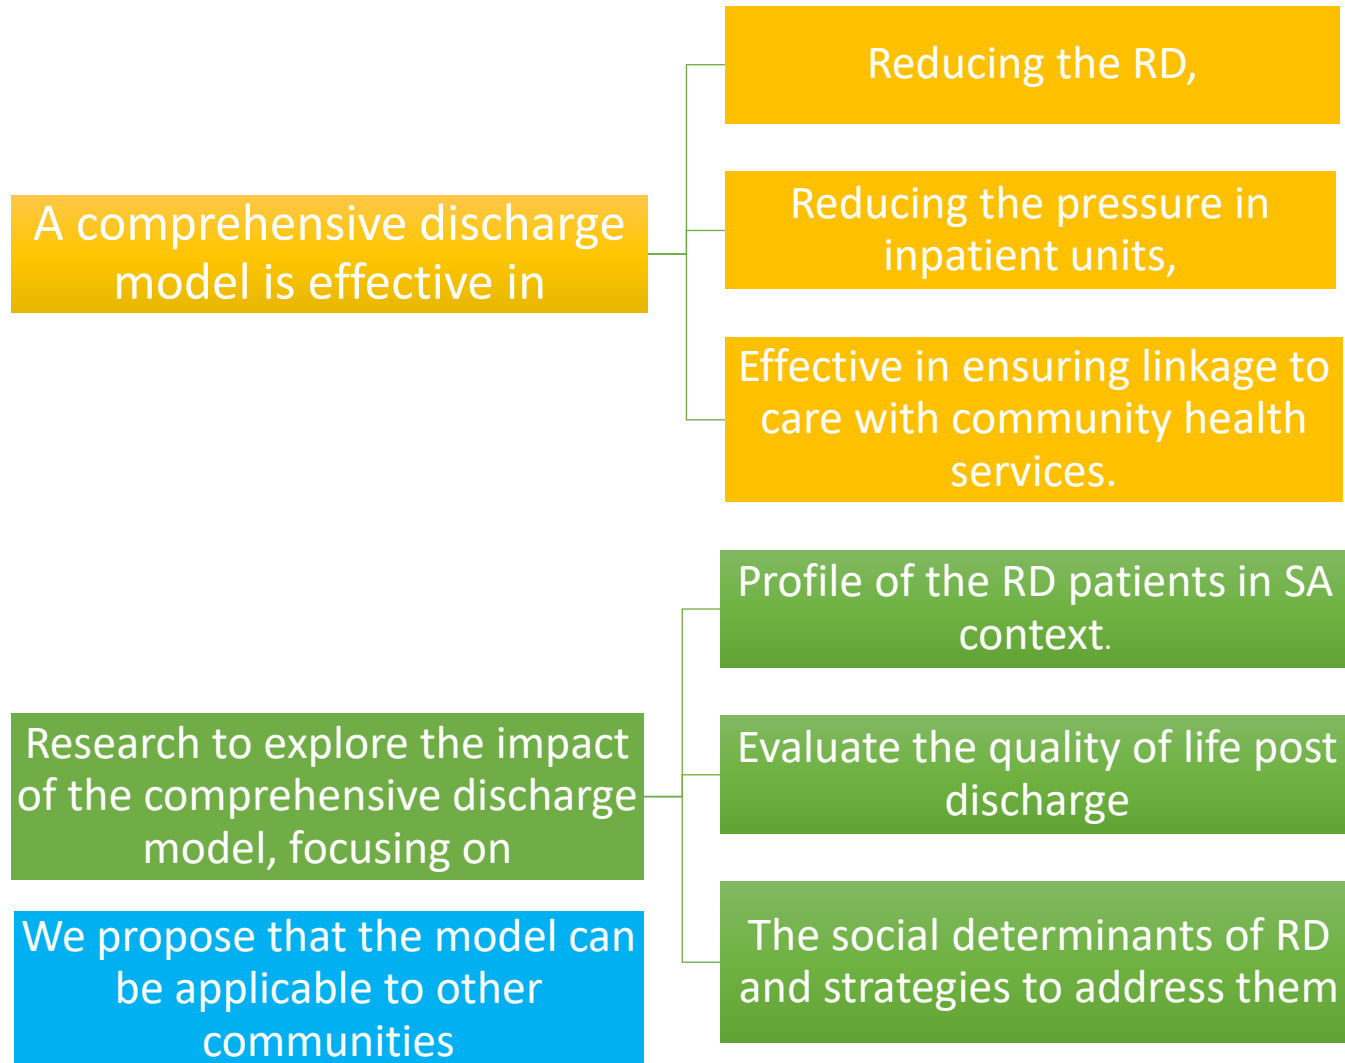 A comprehensive discharge
model is effective in
Reducing the RD,
Reducing the pressure in
inpatient units,
Effective in ensuring linkage to
care with community health
services.
Research to explore the impact
of the comprehensive discharge
model, focusing on
Profile of the RD patients in SA
context.
Evaluate the quality of life post
discharge
The social determinants of RD
and strategies to address them
We propose that the model can
be applicable to other
communities